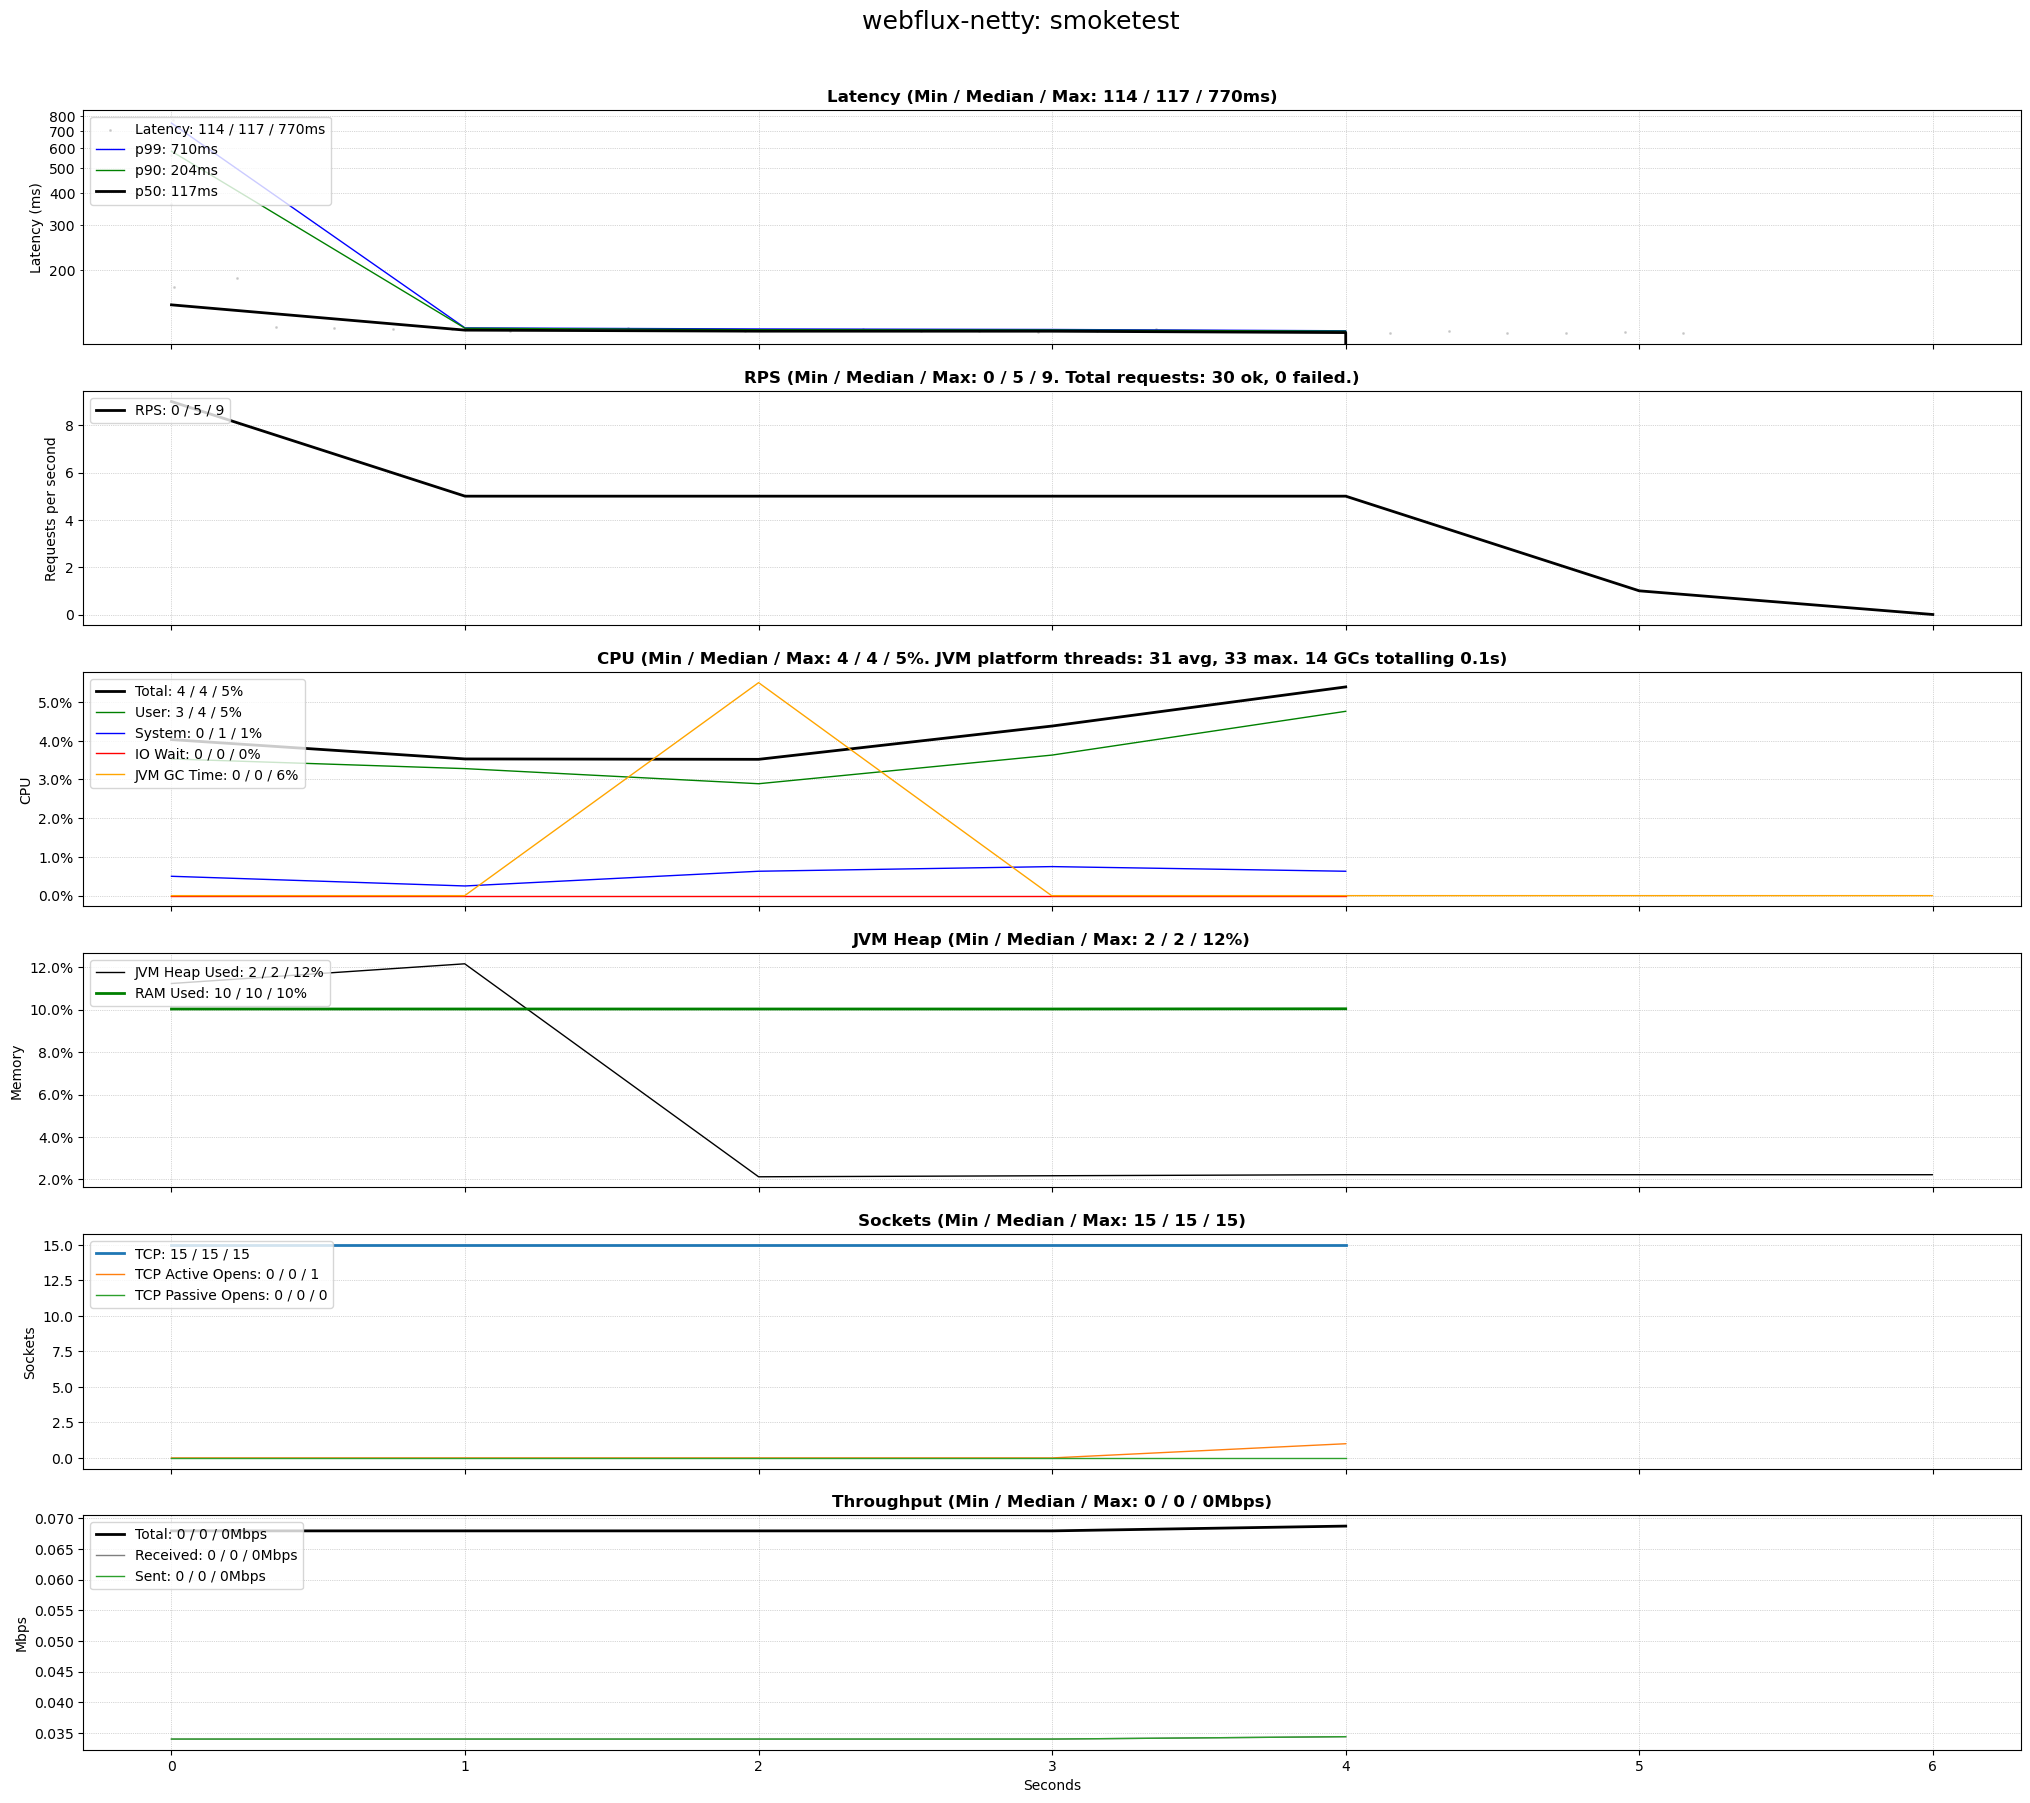 webflux-netty: smoketest
Latency (Min / Median / Max: 114 / 117 / 770ms)
Latency: 114 / 117 / 770ms
p99: 710ms
p90: 204ms
p50: 117ms
800
700
600
500
400
300
200
Latency (ms)
RPS (Min / Median / Max: 0 / 5 / 9. Total requests: 30 ok, 0 failed.)
RPS: 0 / 5 / 9
8
6
4
2
0
Requests per second
CPU (Min / Median / Max: 4 / 4 / 5%. JVM platform threads: 31 avg, 33 max. 14 GCs totalling 0.1s)
Total: 4 / 4 / 5%
User: 3 / 4 / 5%
System: 0 / 1 / 1%
IO Wait: 0 / 0 / 0%
JVM GC Time: 0 / 0 / 6%
5.0%
4.0%
3.0%
2.0%
1.0%
0.0%
CPU
JVM Heap (Min / Median / Max: 2 / 2 / 12%)
JVM Heap Used: 2 / 2 / 12%
RAM Used: 10 / 10 / 10%
12.0%
10.0%
8.0%
6.0%
4.0%
2.0%
Memory
Sockets (Min / Median / Max: 15 / 15 / 15)
TCP: 15 / 15 / 15
TCP Active Opens: 0 / 0 / 1
TCP Passive Opens: 0 / 0 / 0
15.0
12.5
10.0
7.5
5.0
2.5
0.0
Sockets
Throughput (Min / Median / Max: 0 / 0 / 0Mbps)
Total: 0 / 0 / 0Mbps
Received: 0 / 0 / 0Mbps
Sent: 0 / 0 / 0Mbps
0.070
0.065
0.060
0.055
0.050
0.045
0.040
0.035
Mbps
0 1 2 3 4 5 6
Seconds